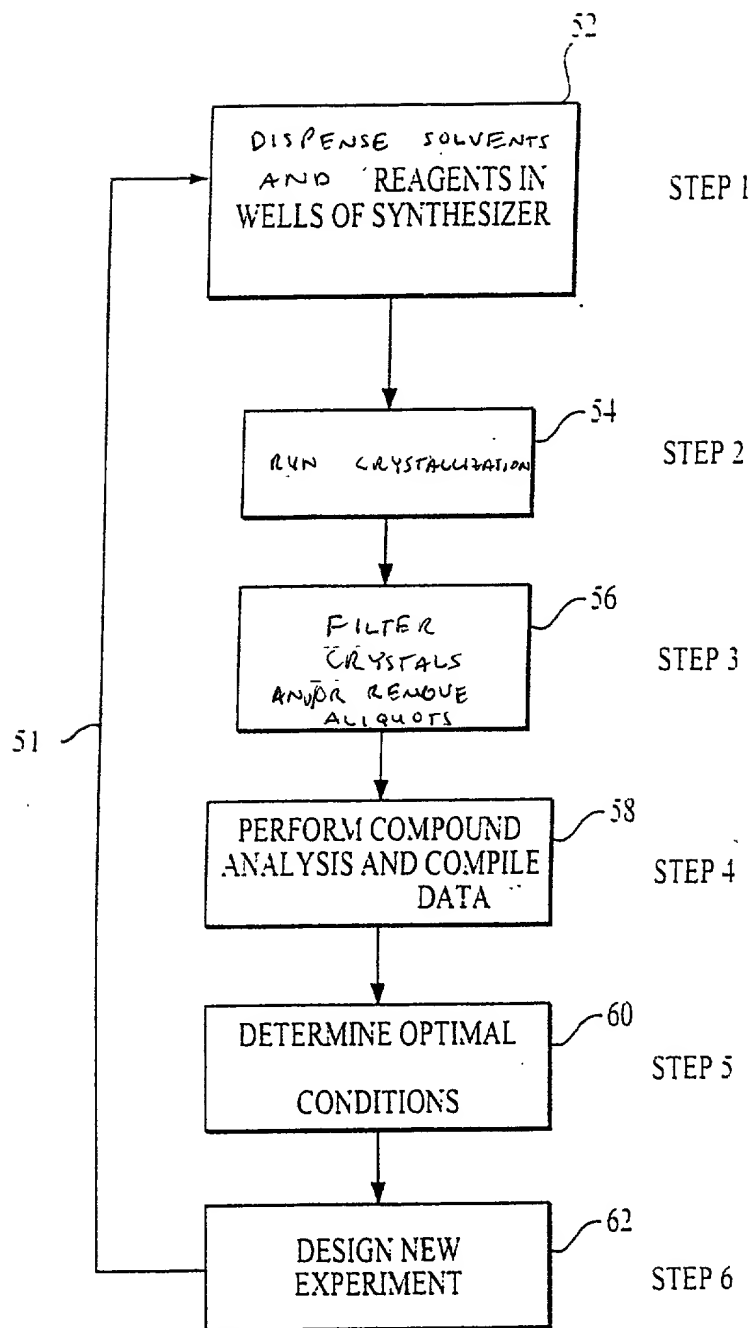 52
DISPENSE SOLVENTS
AND REAGENTS IN
WELLS OF SYNTHESIZER
STEP 1
54
RUN CRYSTALLIZATION
STEP 2
56
FILTER
CRYSTALS
AND/OR REMOVE
ALIQUOTS
STEP 3
51
58
PERFORM COMPOUND
ANALYSIS AND COMPILE
DATA
STEP 4
60
DETERMINE OPTIMAL
CONDITIONS
STEP 5
62
DESIGN NEW
EXPERIMENT
STEP 6